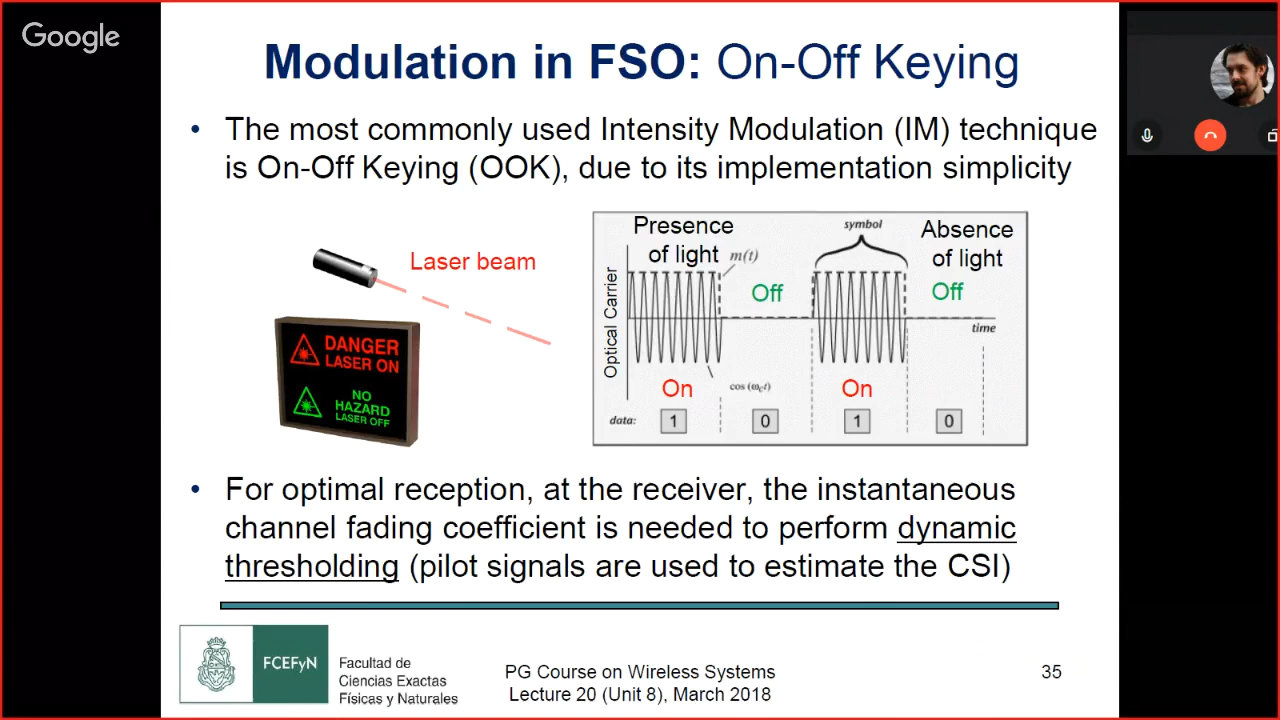 Google
Modulation in FSO: On-Off Keying
• The most commonly used Intensity Modulation (IM) technique
is On-Off Keying (OOK), due to its implementation simplicity
Laser beam
DANGER
LASER ON
NO
HAZARD
LASER OFF
Presence
of light
m(t)
symbol
Absence
of light
Off
Off
Optical Carrier
time
On
cos (ωct)
On
data: 1 0 1 0
• For optimal reception, at the receiver, the instantaneous
channel fading coefficient is needed to perform dynamic
thresholding (pilot signals are used to estimate the CSI)
FCEFyN
Facultad de
Ciencias Exactas
Físicas y Naturales
PG Course on Wireless Systems
Lecture 20 (Unit 8), March 2018
35